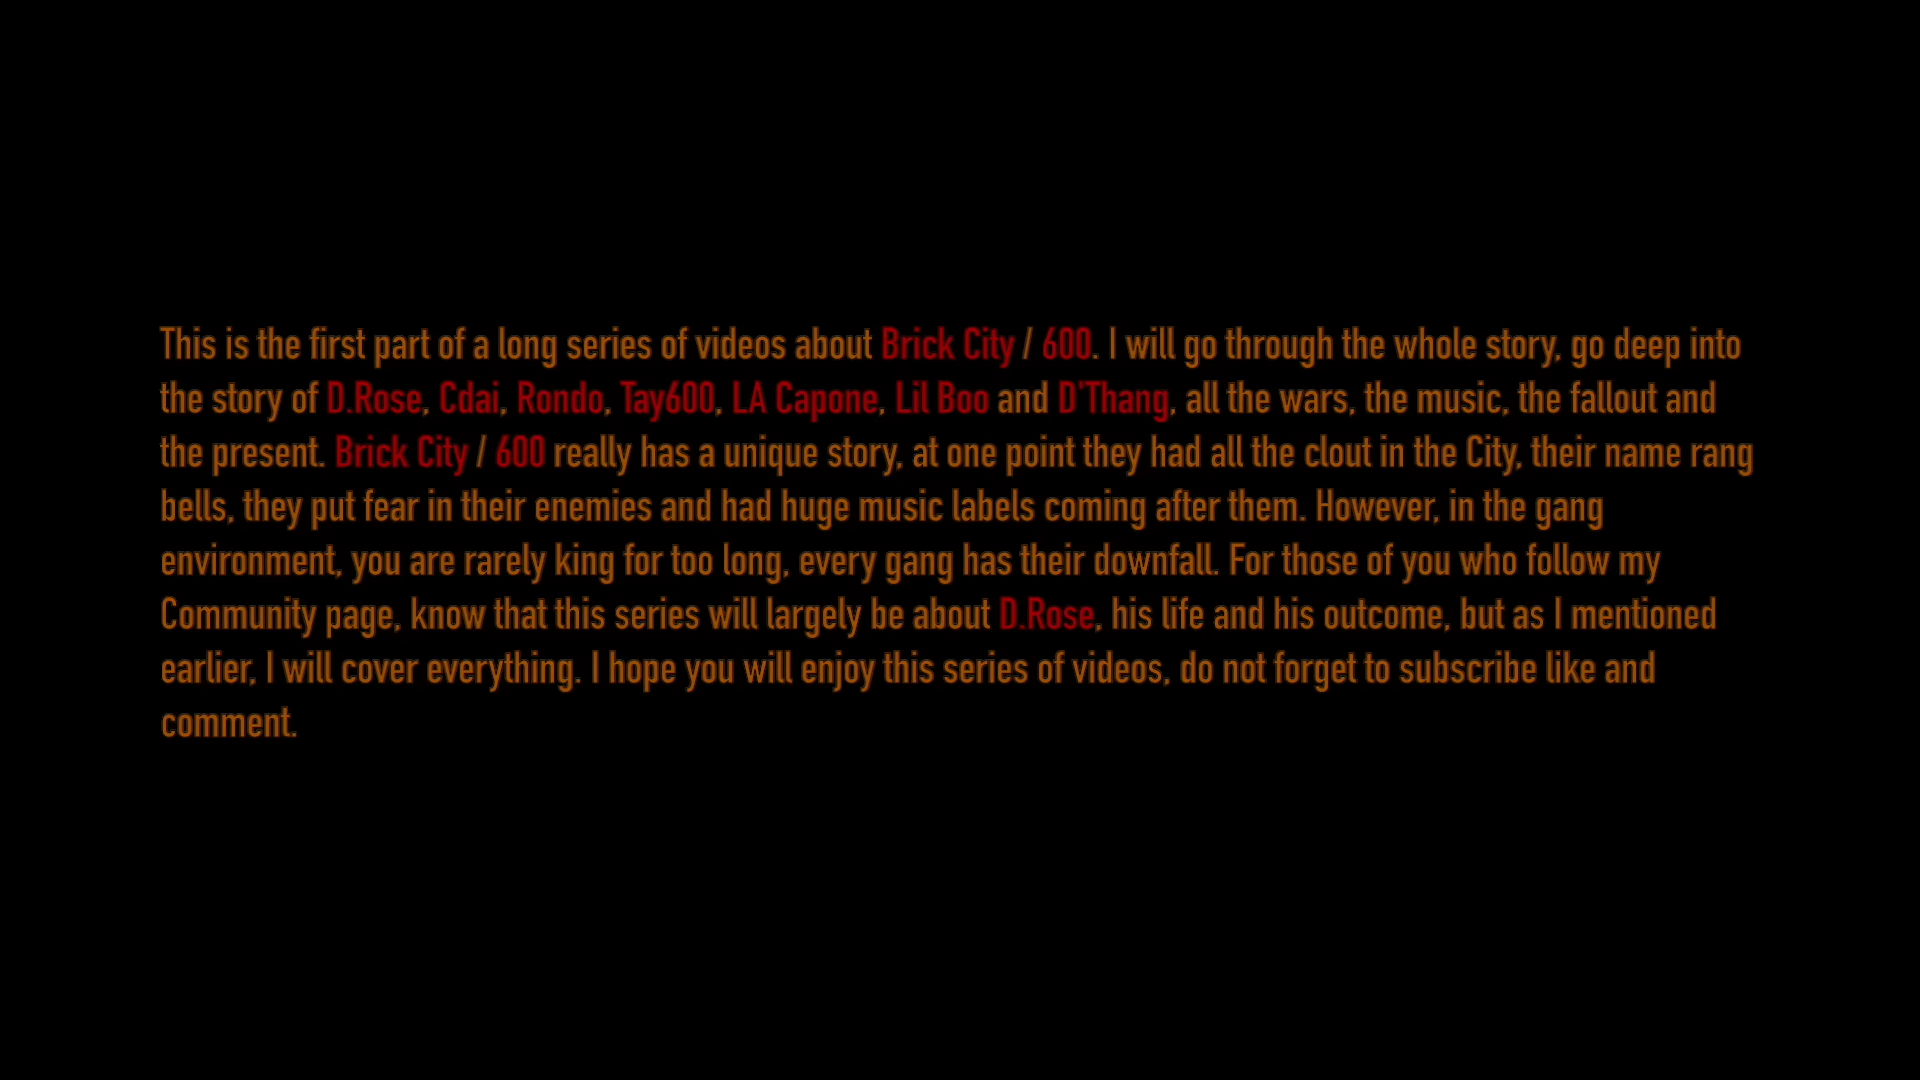 This is the first part of a long series of videos about Brick City / 600. I will go through the whole story, go deep into
the story of D.Rose, Cdai, Rondo, Tay600, LA Capone, Lil Boo and D'Thang, all the wars, the music, the fallout and
the present. Brick City / 600 really has a unique story, at one point they had all the clout in the City, their name rang
bells, they put fear in their enemies and had huge music labels coming after them. However, in the gang
environment, you are rarely king for too long, every gang has their downfall. For those of you who follow my
Community page, know that this series will largely be about D.Rose, his life and his outcome, but as I mentioned
earlier, I will cover everything. I hope you will enjoy this series of videos, do not forget to subscribe like and
comment.